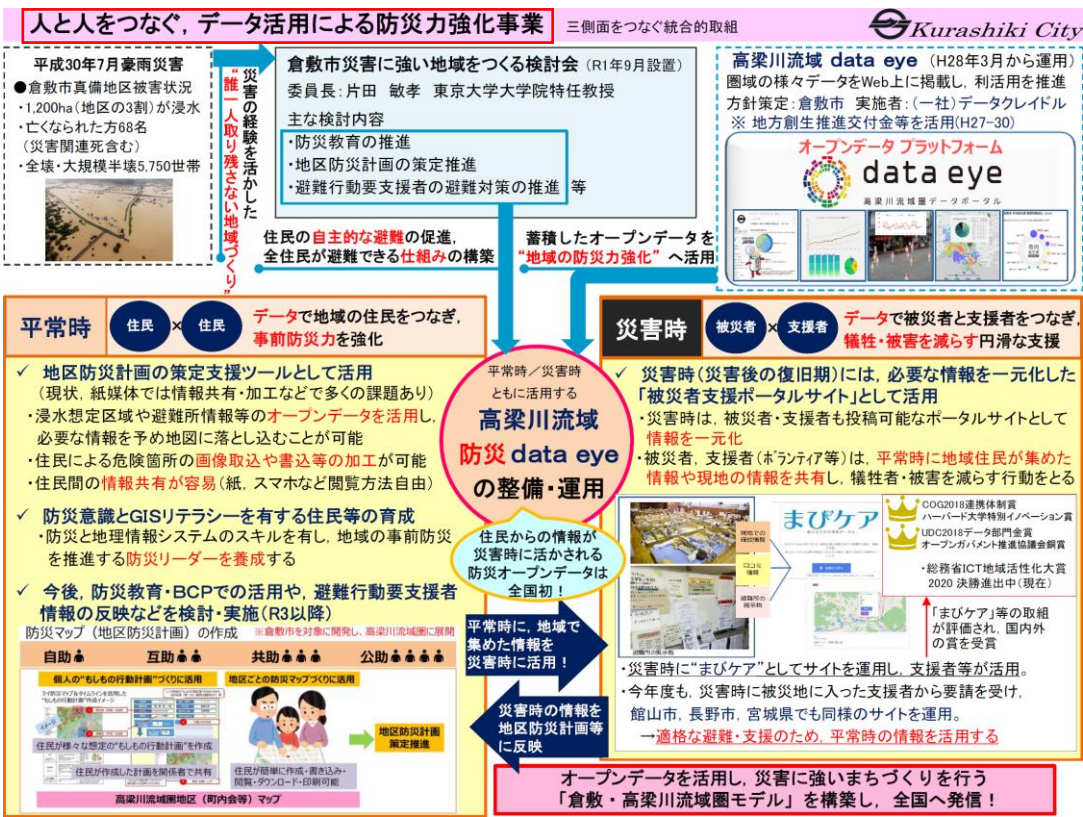 人と人をつなぐ，データ活用による防災力強化事業
三側面をつなぐ統合的取組
Kurashiki City
平成30年7月豪雨災害
●倉敷市真備地区被害状況
・1,200ha（地区の3割）が浸水
・亡くなられた方68名
（災害関連死含む）
・全壊・大規模半壊5,750世帯
災害の経験を活かした
“誰一人取り残さない地域づくり”
倉敷市災害に強い地域をつくる検討会（R1年9月設置）
委員長：片田 敏孝 東京大学大学院特任教授
主な検討内容
・防災教育の推進
・地区防災計画の策定推進
・避難行動要支援者の避難対策の推進 等
高梁川流域 data eye （H28年3月から運用）
圏域の様々データをWeb上に掲載し，利活用を推進
方針策定：倉敷市 実施者：（一社）データクレイドル
※ 地方創生推進交付金等を活用（H27-30）
オープンデータ プラットフォーム
data eye
高梁川流域圏データポータル
住民の自主的な避難の促進，
全住民が避難できる仕組みの構築
蓄積したオープンデータを
“地域の防災力強化” へ活用
平常時
住民 × 住民
データで地域の住民をつなぎ，
事前防災力を強化
✓ 地区防災計画の策定支援ツールとして活用
（現状，紙媒体では情報共有・加工などで多くの課題あり）
・浸水想定区域や避難所情報等のオープンデータを活用し，
必要な情報を予め地図に落とし込むことが可能
・住民による危険箇所の画像取込や書込等の加工が可能
・住民間の情報共有が容易（紙，スマホなど閲覧方法自由）
✓ 防災意識とGISリテラシーを有する住民等の育成
・防災と地理情報システムのスキルを有し，地域の事前防災
を推進する防災リーダーを養成する
✓ 今後，防災教育・BCPでの活用や，避難行動要支援者
情報の反映などを検討・実施（R3以降）
防災マップ（地区防災計画）の作成
※倉敷市を対象に開発し，高梁川流域圏に展開
自助
互助
共助
公助
個人の“もしもの行動計画”づくりに活用
マイ防災マップ&タイムラインを活用した
“もしもの行動計画”作成イメージ
住民が様々な想定の“もしもの行動計画”を作成
住民が作成した計画を関係者で共有
地区ごとの防災マップづくりに活用
住民が簡単に作成・書き込み・
閲覧・ダウンロード・印刷可能
地区防災計画
策定推進
高梁川流域圏地区（町内会等）マップ
平常時／災害時
ともに活用する
高梁川流域
防災 data eye
の整備・運用
住民からの情報が
災害時に活かされる
防災オープンデータは
全国初！
平常時に，地域で
集めた情報を
災害時に活用！
災害時の情報を
地区防災計画等
に反映
災害時
被災者 × 支援者
データで被災者と支援者をつなぎ，
犠牲・被害を減らす円滑な支援
✓ 災害時（災害後の復旧期）には，必要な情報を一元化した
「被災者支援ポータルサイト」として活用
・災害時は，被災者・支援者も投稿可能なポータルサイトとして
情報を一元化
・被災者，支援者（ボランティア等）は，平常時に地域住民が集めた
情報や現地の情報を共有し，犠牲者・被害を減らす行動をとる
口コミ
情報
避難所の
掲示物
避難所の掲示板
まびケア
COG2018連携体制賞
ハーバード大学特別イノベーション賞
UDC2018データ部門金賞
オープンガバメント推進協議会銅賞
・総務省ICT地域活性化大賞
2020 決勝進出中（現在）
「まびケア」等の取組
が評価され，国内外
の賞を受賞
・災害時に“まびケア”としてサイトを運用し，支援者等が活用。
・今年度も，災害時に被災地に入った支援者から要請を受け，
館山市，長野市，宮城県でも同様のサイトを運用。
→適格な避難・支援のため，平常時の情報を活用する
オープンデータを活用し，災害に強いまちづくりを行う
「倉敷・高梁川流域圏モデル」を構築し，全国へ発信！